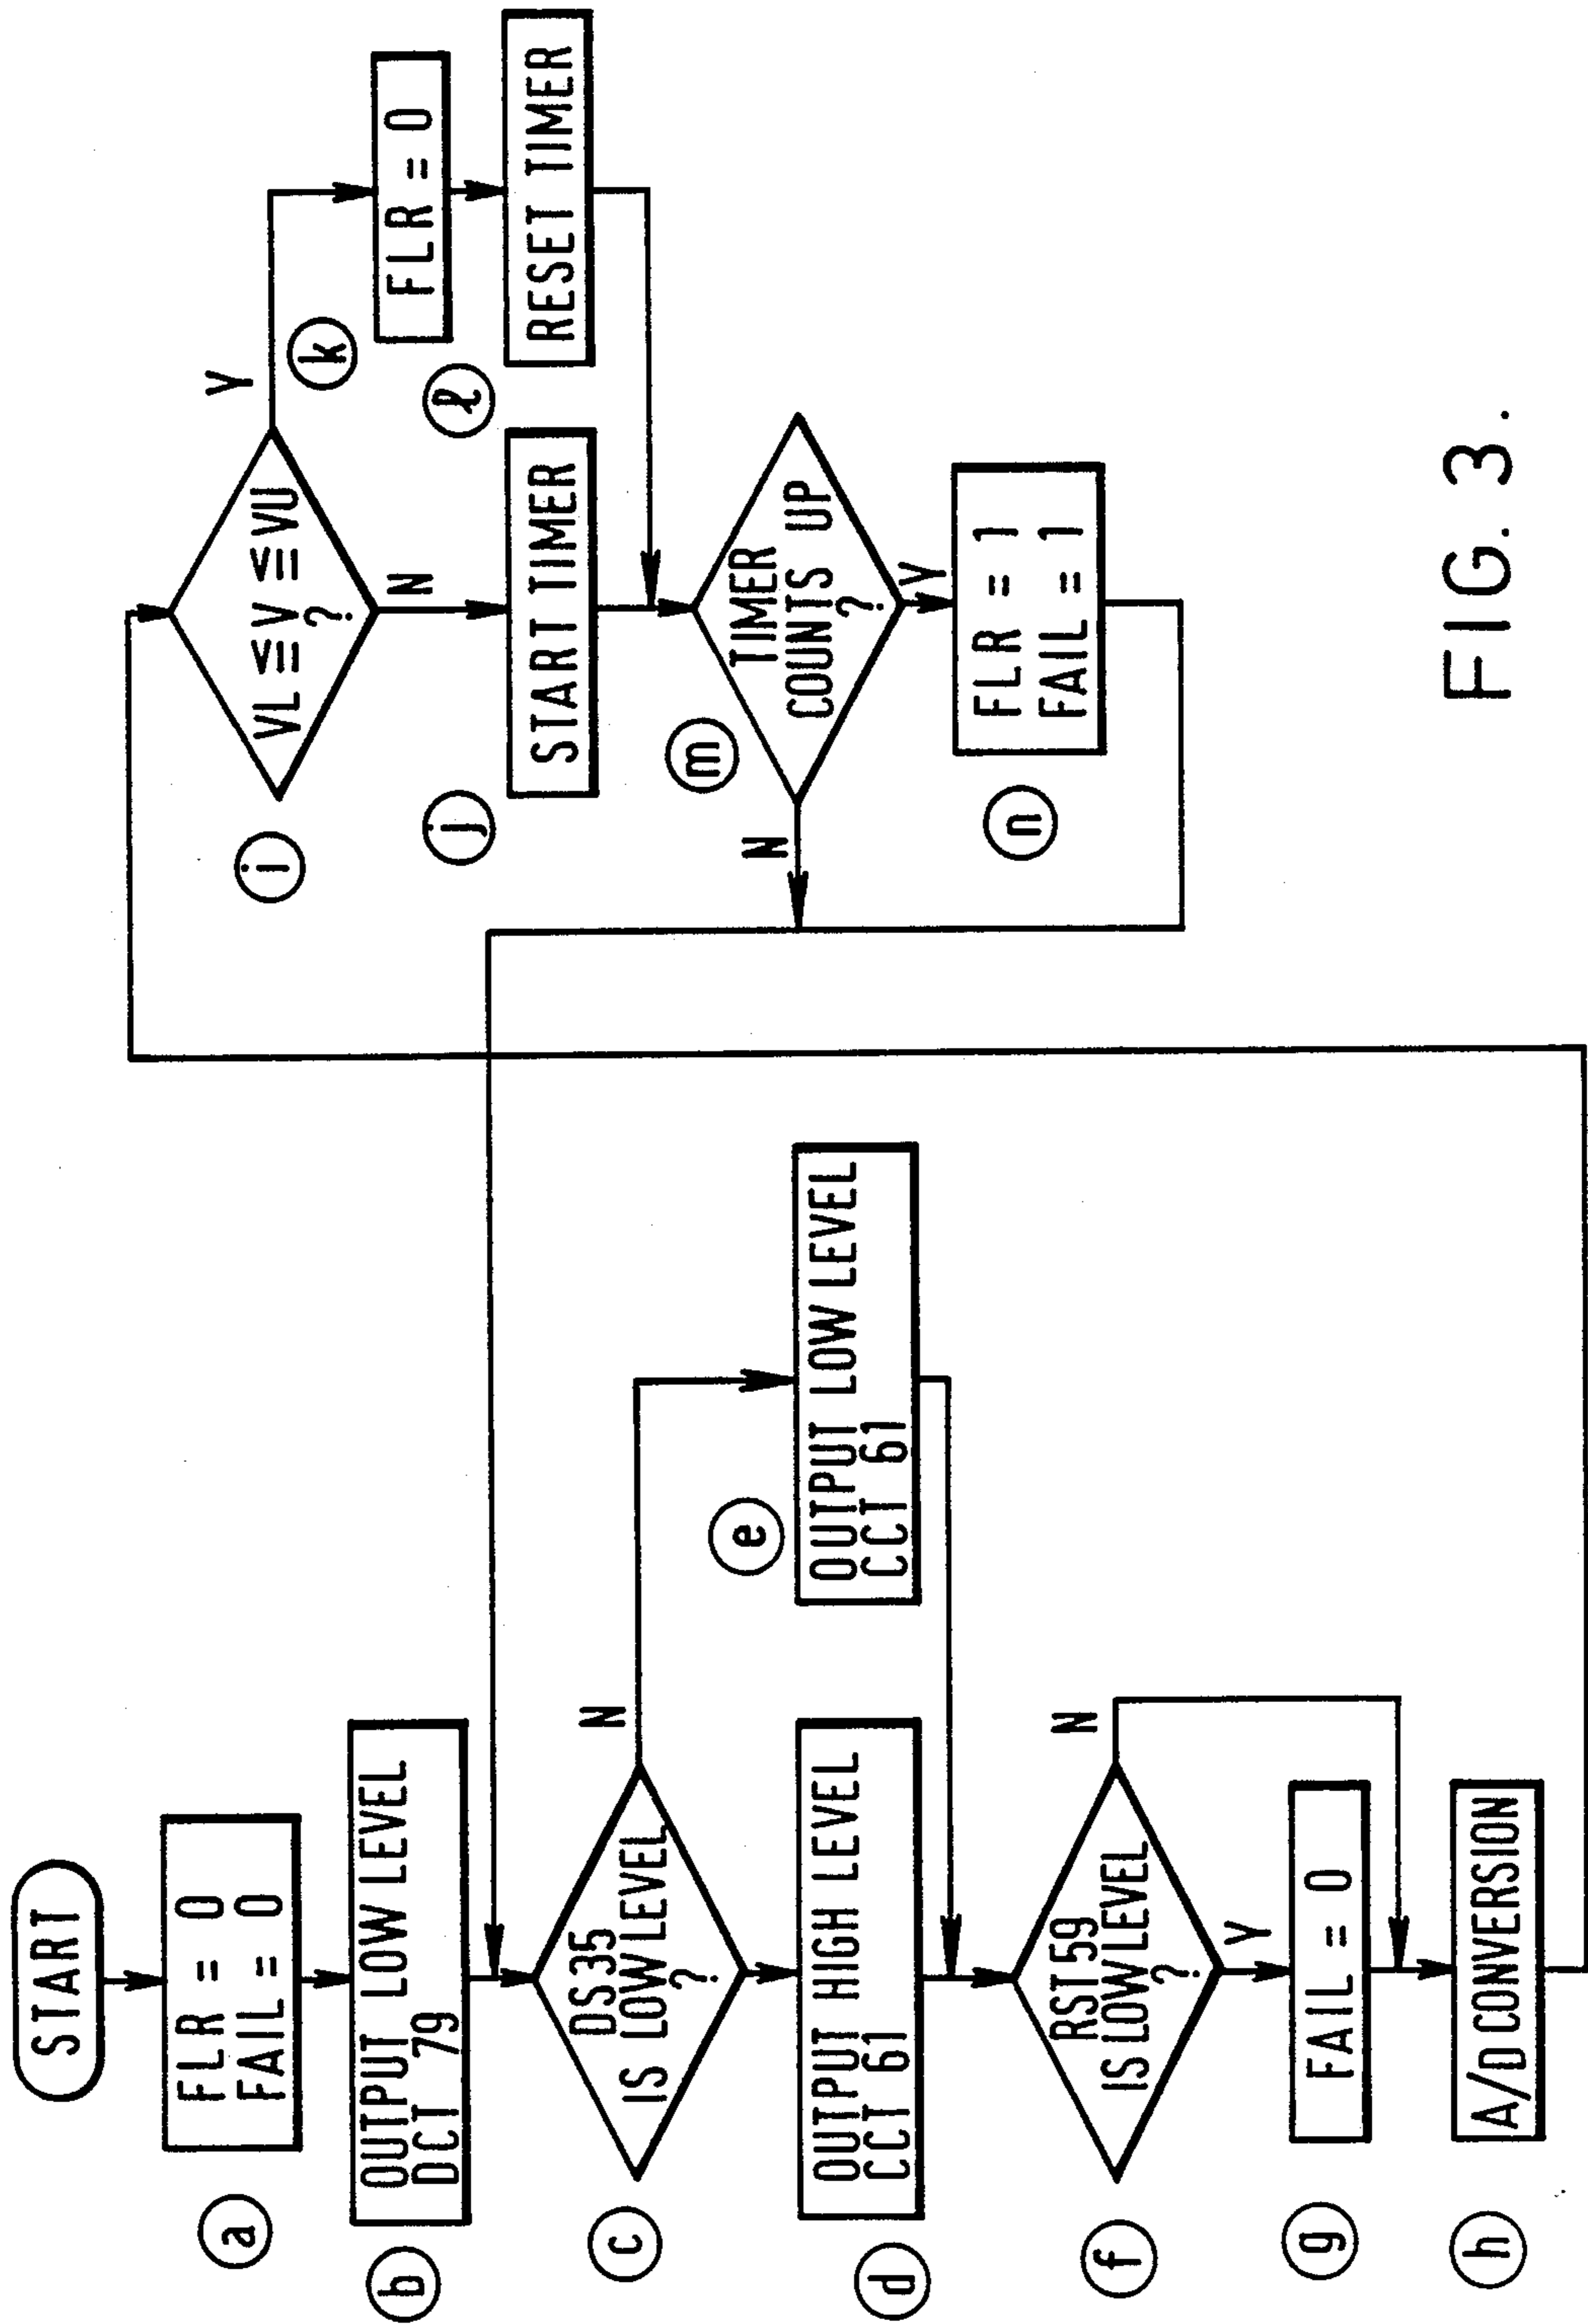 START
FLR = 0
FAIL = 0
a
OUTPUT LOW LEVEL
DCT 79
b
DS35
IS LOW LEVEL
?
N
c
OUTPUT HIGH LEVEL
CCT 61
d
OUTPUT LOW LEVEL
CCT 61
e
RST59
IS LOW LEVEL
?
N
Y
f
FAIL = 0
g
A/D CONVERSION
h
VL ≦ V ≦ VU
?
Y
N
i
START TIMER
j
FLR = 0
k
RESET TIMER
ℓ
TIMER
COUNTS UP
?
N
Y
m
FLR = 1
FAIL = 1
n
FIG. 3.